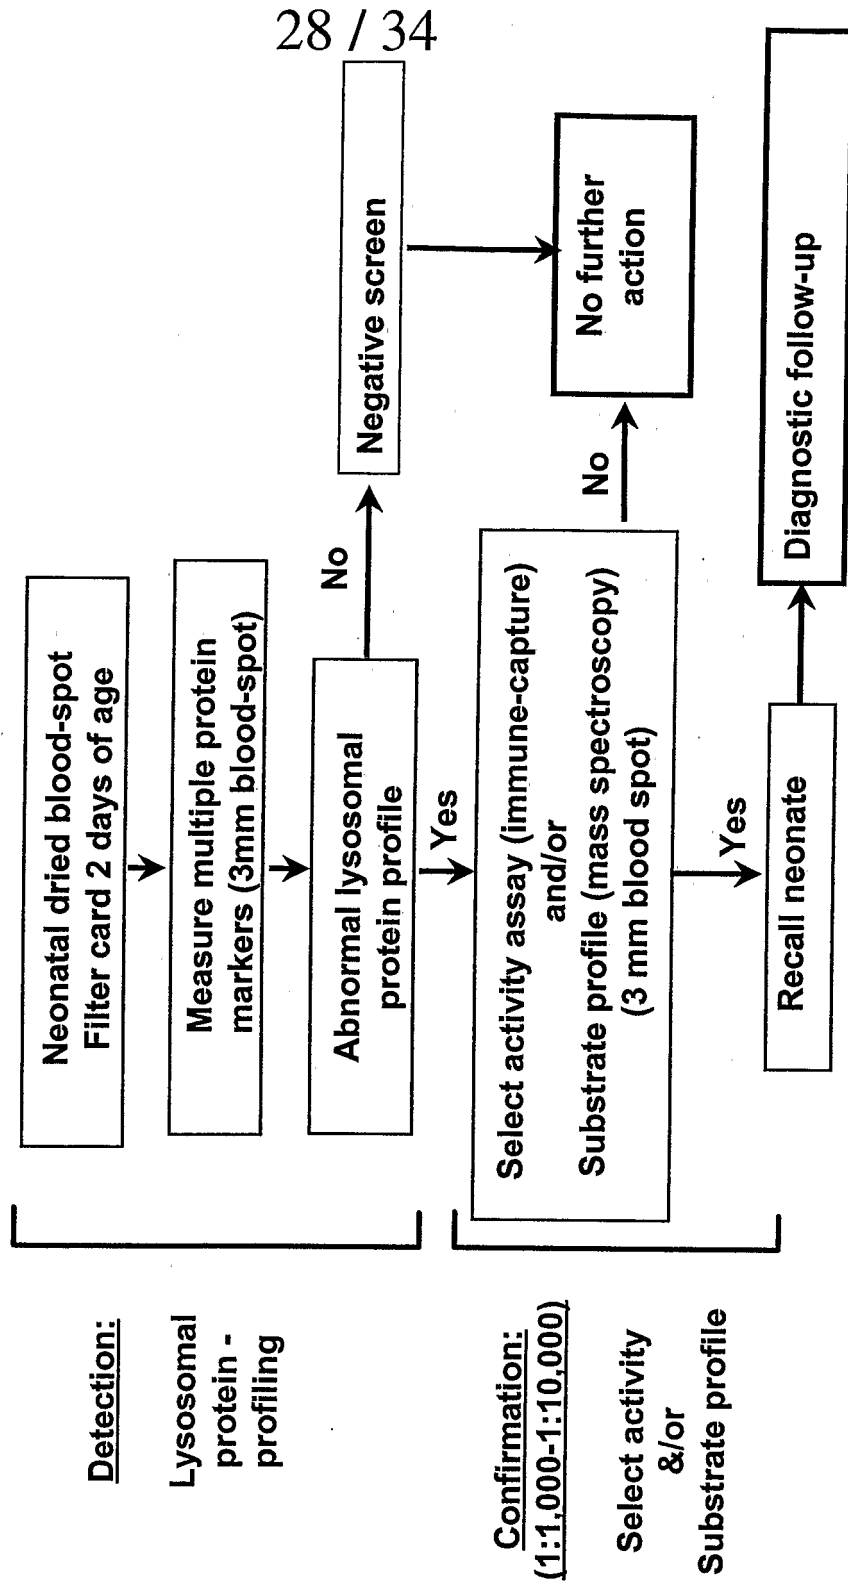 28 / 34
Detection:
Lysosomal
protein -
profiling
Neonatal dried blood-spot
Filter card 2 days of age
Measure multiple protein
markers (3mm blood-spot)
Abnormal lysosomal
protein profile
No
Negative screen
Yes
Confirmation:
(1:1,000-1:10,000)
Select activity
&/or
Substrate profile
Select activity assay (immune-capture)
and/or
Substrate profile (mass spectroscopy)
(3 mm blood spot)
No
No further
action
Yes
Recall neonate
Diagnostic follow-up